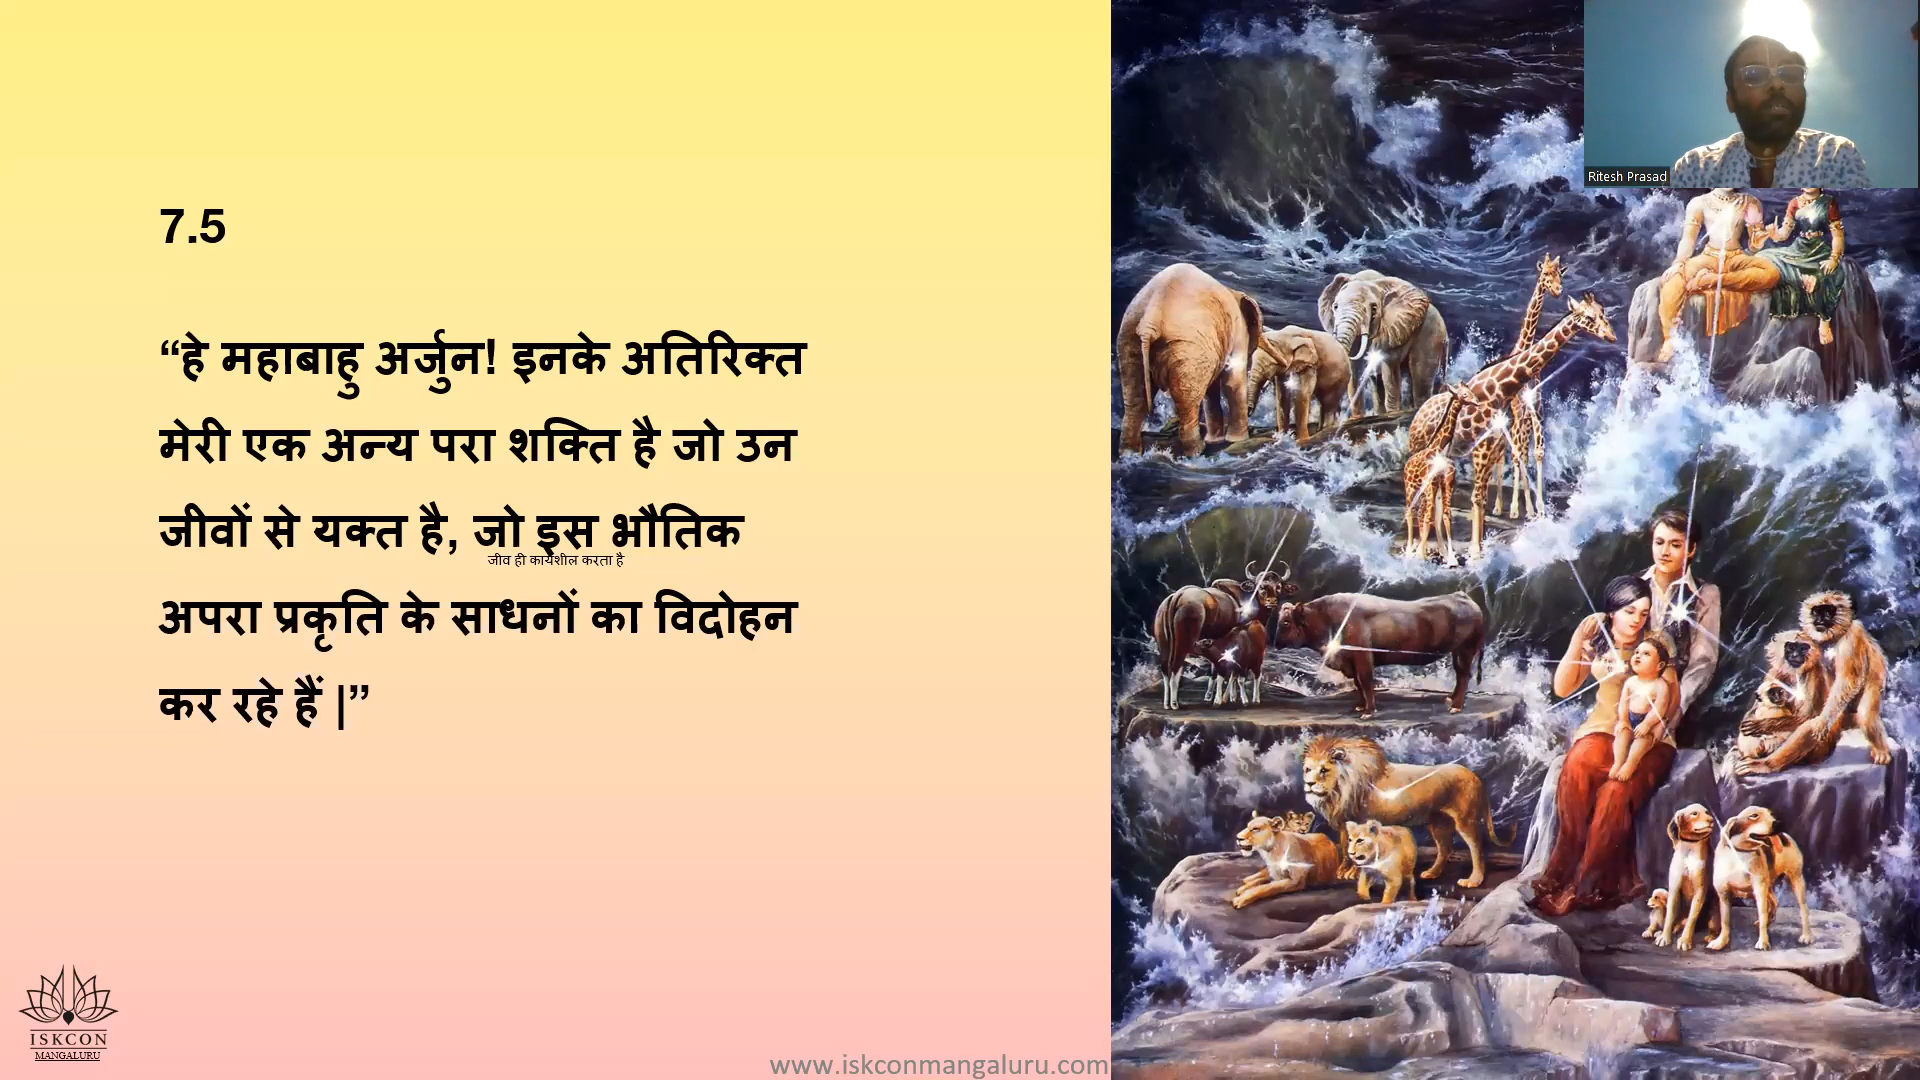 7.5
“हे महाबाहु अर्जुन! इनके अतिरिक्त
मेरी एक अन्य परा शक्ति है जो उन
जीवों से यक्त है, जो इस भौतिक
जीव ही कार्यशील करता है
अपरा प्रकृति के साधनों का विदोहन
कर रहे हैं |”
Ritesh Prasad
ISKCON
MANGALURU
www.iskconmangaluru.com